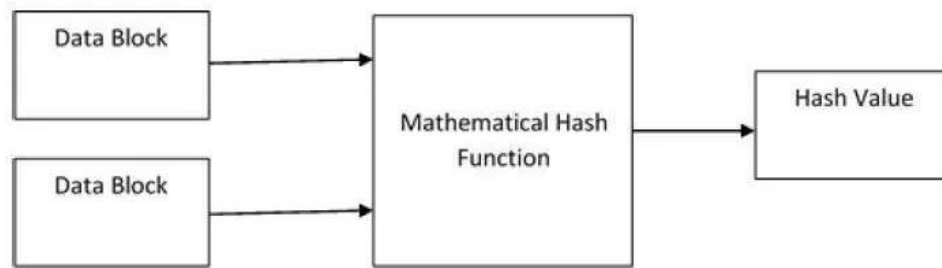 Data Block
Data Block
Mathematical Hash
Function
Hash Value